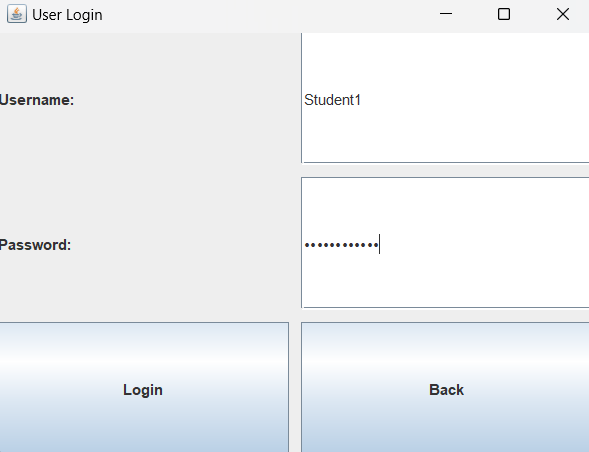 User Login
Username:
Student1
Password:
••••••••••••
Login
Back